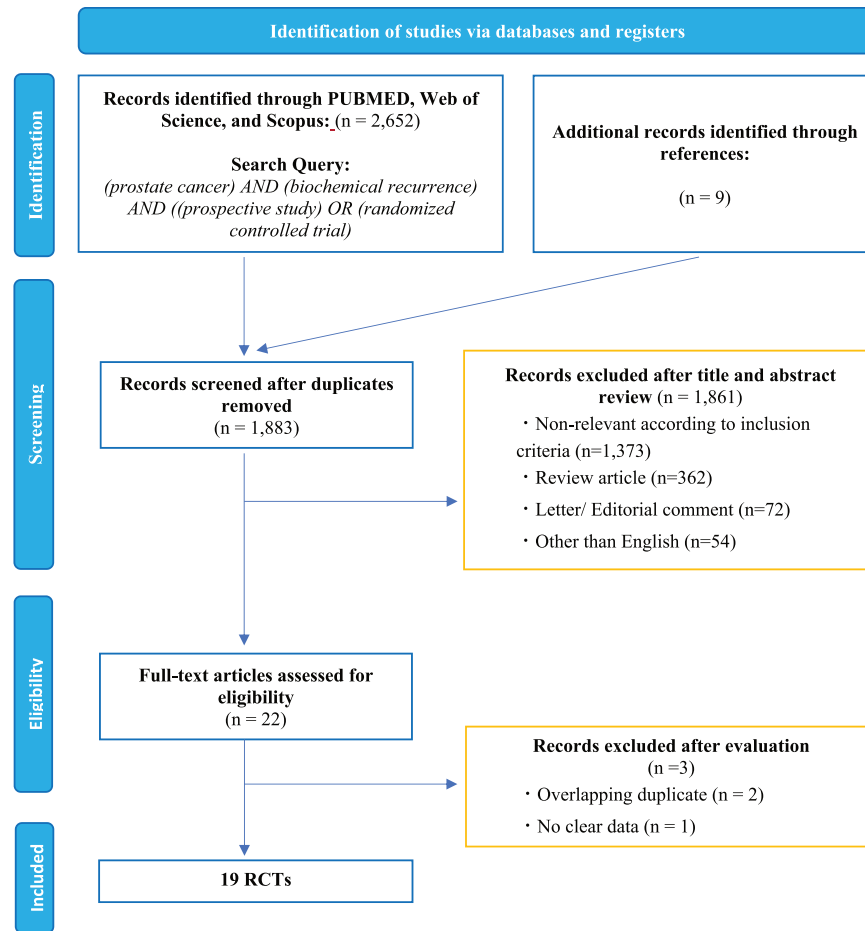 Identification of studies via databases and registers
Identification
Records identified through PUBMED, Web of
Science, and Scopus: (n = 2,652)
Search Query:
(prostate cancer) AND (biochemical recurrence)
AND ((prospective study) OR (randomized
controlled trial)
Additional records identified through
references:
(n = 9)
Screening
Records screened after duplicates
removed
(n = 1,883)
Records excluded after title and abstract
review (n = 1,861)
· Non-relevant according to inclusion
criteria (n=1,373)
· Review article (n=362)
· Letter/ Editorial comment (n=72)
· Other than English (n=54)
Eligibility
Full-text articles assessed for
eligibility
(n = 22)
Records excluded after evaluation
(n =3)
· Overlapping duplicate (n = 2)
· No clear data (n = 1)
Included
19 RCTs